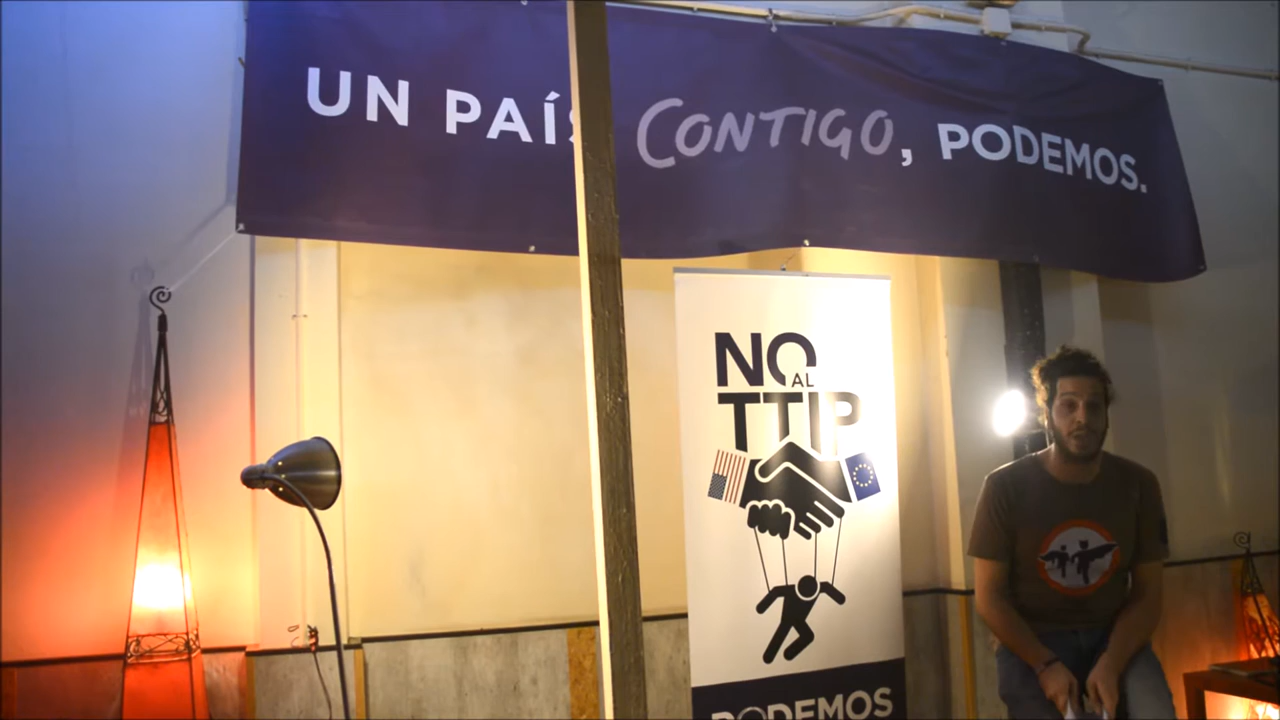 UN PAÍS CONTIGO, PODEMOS.
NO
AL
TTIP
PODEMOS